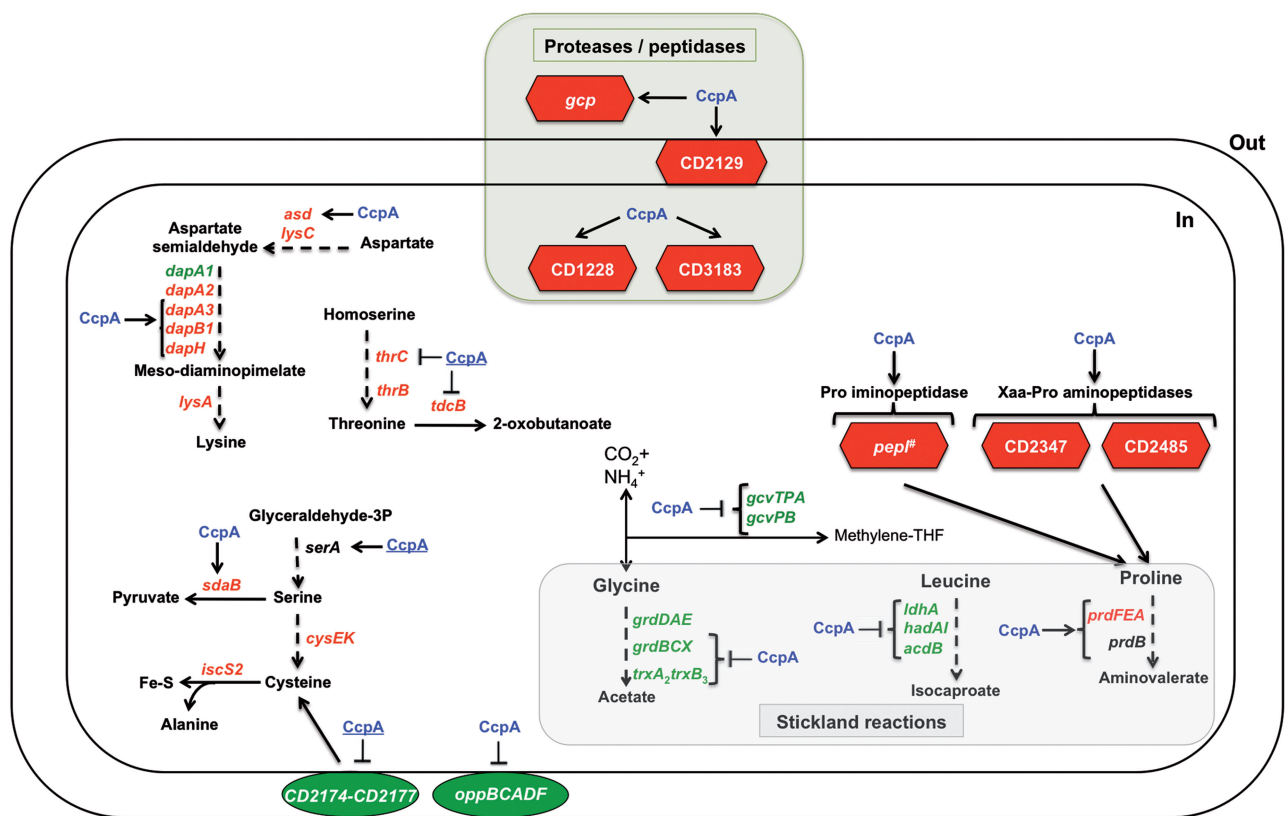 Proteases / peptidases
gcp
CcpA
CD2129
Out
In
CcpA
CD1228
CD3183
asd
CcpA
lysC
Aspartate
semialdehyde
Aspartate
dapA1
dapA2
dapA3
dapB1
dapH
CcpA
Meso-diaminopimelate
lysA
Lysine
Homoserine
thrC
CcpA
thrB
tdcB
Threonine
2-oxobutanoate
CcpA
Pro iminopeptidase
pepI#
CcpA
Xaa-Pro aminopeptidases
CD2347
CD2485
CO2+
NH4+
CcpA
gcvTPA
gcvPB
Methylene-THF
Glyceraldehyde-3P
CcpA
serA
CcpA
sdaB
Pyruvate
Serine
cysEK
iscS2
Fe-S
Cysteine
Alanine
CcpA
CD2174-CD2177
CcpA
oppBCADF
Glycine
grdDAE
grdBCX
trxA2trxB3
CcpA
Acetate
Leucine
CcpA
ldhA
hadAI
acdB
Isocaproate
Proline
CcpA
prdFEA
prdB
Aminovalerate
Stickland reactions